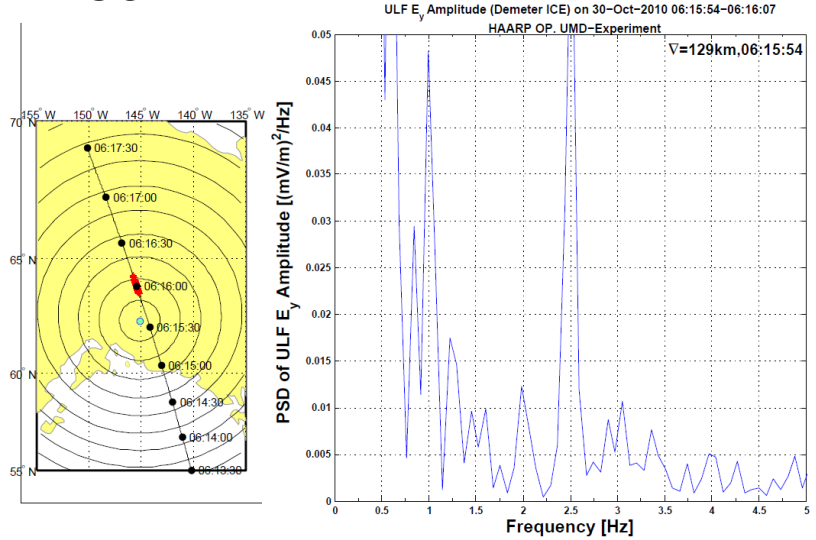 155° W 150° W 145° W 140° W 135° W
70° N
06:17:30
06:17:00
06:16:30
65° N
06:16:00
06:15:30
06:15:00
60° N
06:14:30
06:14:00
55° N
06:13:30
ULF E_y Amplitude (Demeter ICE) on 30−Oct−2010 06:15:54−06:16:07
HAARP OP. UMD−Experiment
∇=129km,06:15:54
PSD of ULF E_y Amplitude [(mV/m)²/Hz]
0.05
0.045
0.04
0.035
0.03
0.025
0.02
0.015
0.01
0.005
0
0 0.5 1 1.5 2 2.5 3 3.5 4 4.5 5
Frequency [Hz]